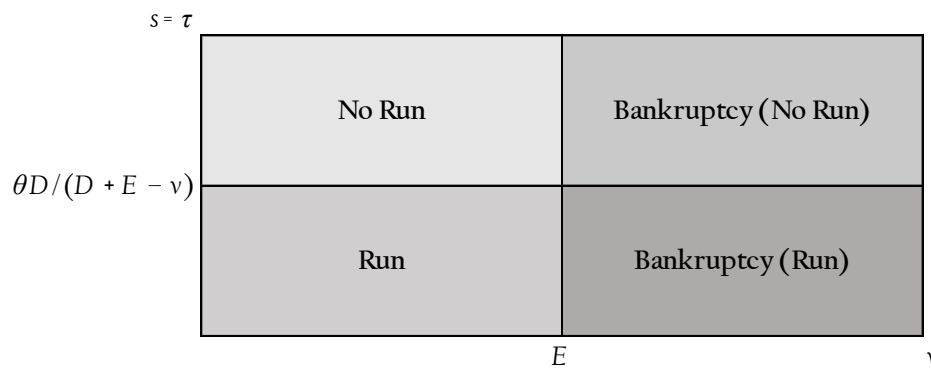 s = τ
No Run
Bankruptcy (No Run)
θD/(D + E − ν)
Run
Bankruptcy (Run)
E